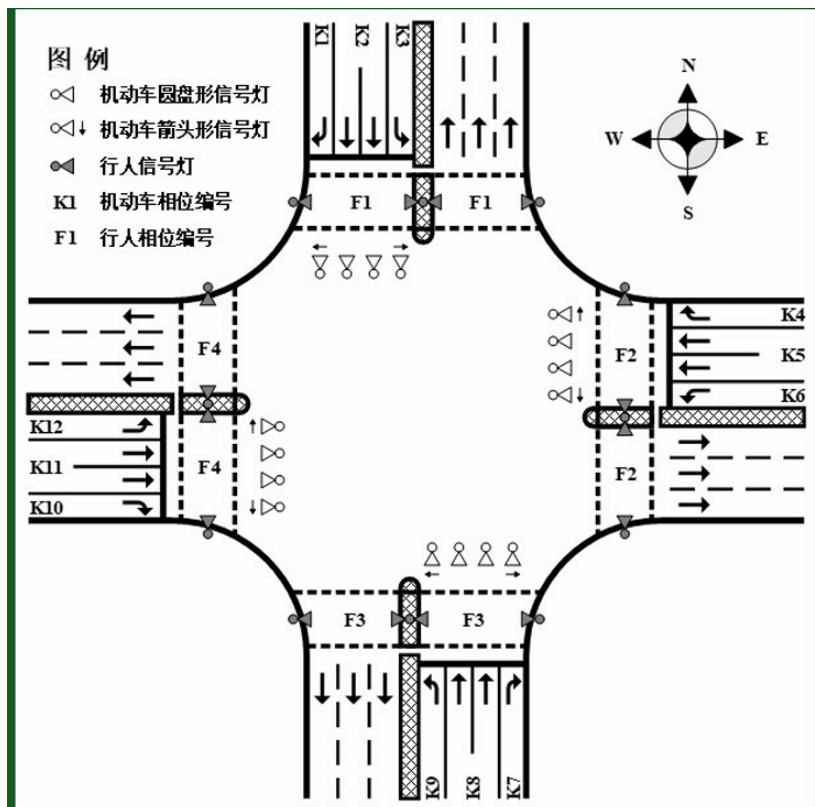 图 例
机动车圆盘形信号灯
机动车箭头形信号灯
行人信号灯
K1 机动车相位编号
F1 行人相位编号
K1 K2 K3
N
W E
S
F1 F1
F4
F2
K4
K5
K6
K12
K11
K10
F4
F2
F3 F3
K9 K8 K7